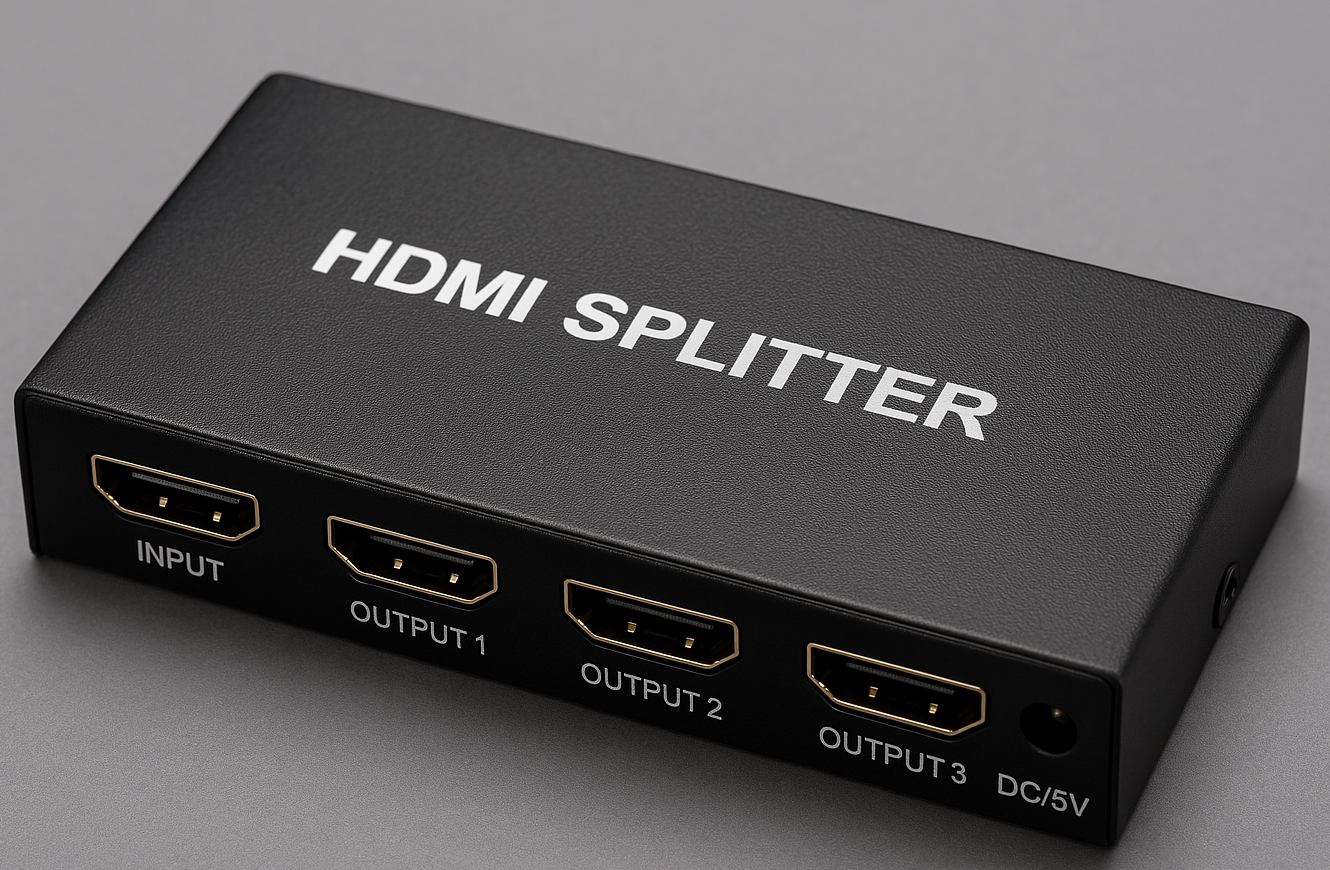 HDMI SPLITTER
INPUT
OUTPUT 1
OUTPUT 2
OUTPUT 3
DC/5V